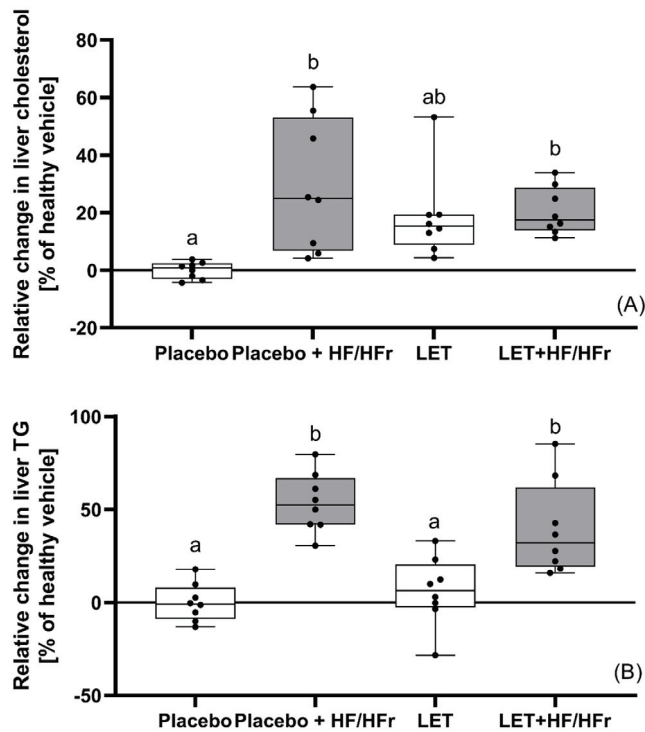 Relative change in liver cholesterol
[% of healthy vehicle]
80
60
40
20
0
-20
a
b
ab
b
(A)
Placebo Placebo + HF/HFr LET LET+HF/HFr
Relative change in liver TG
[% of healthy vehicle]
100
50
0
-50
a
b
a
b
(B)
Placebo Placebo + HF/HFr LET LET+HF/HFr